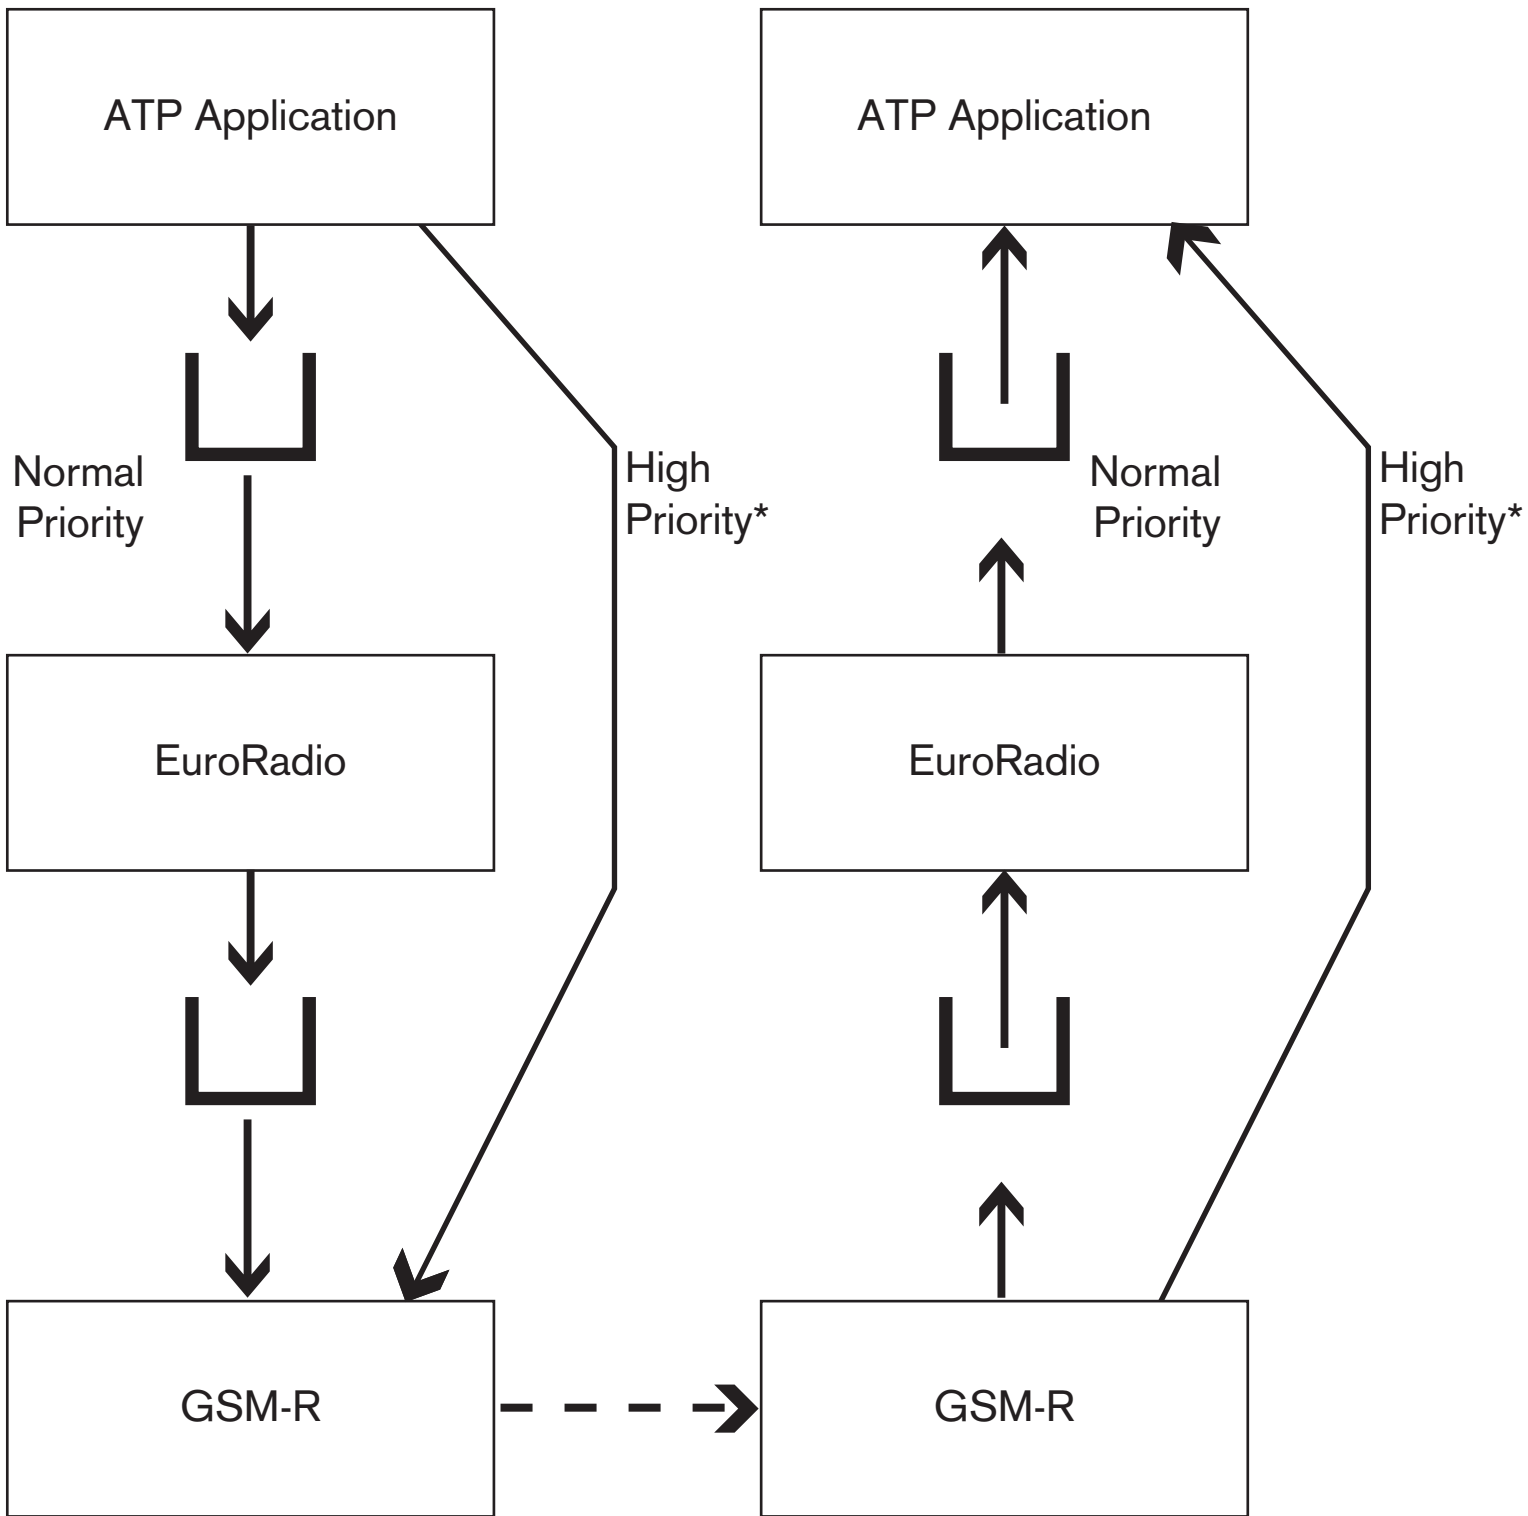 ATP Application
ATP Application
Normal
Priority
High
Priority*
Normal
Priority
High
Priority*
EuroRadio
EuroRadio
GSM-R
GSM-R